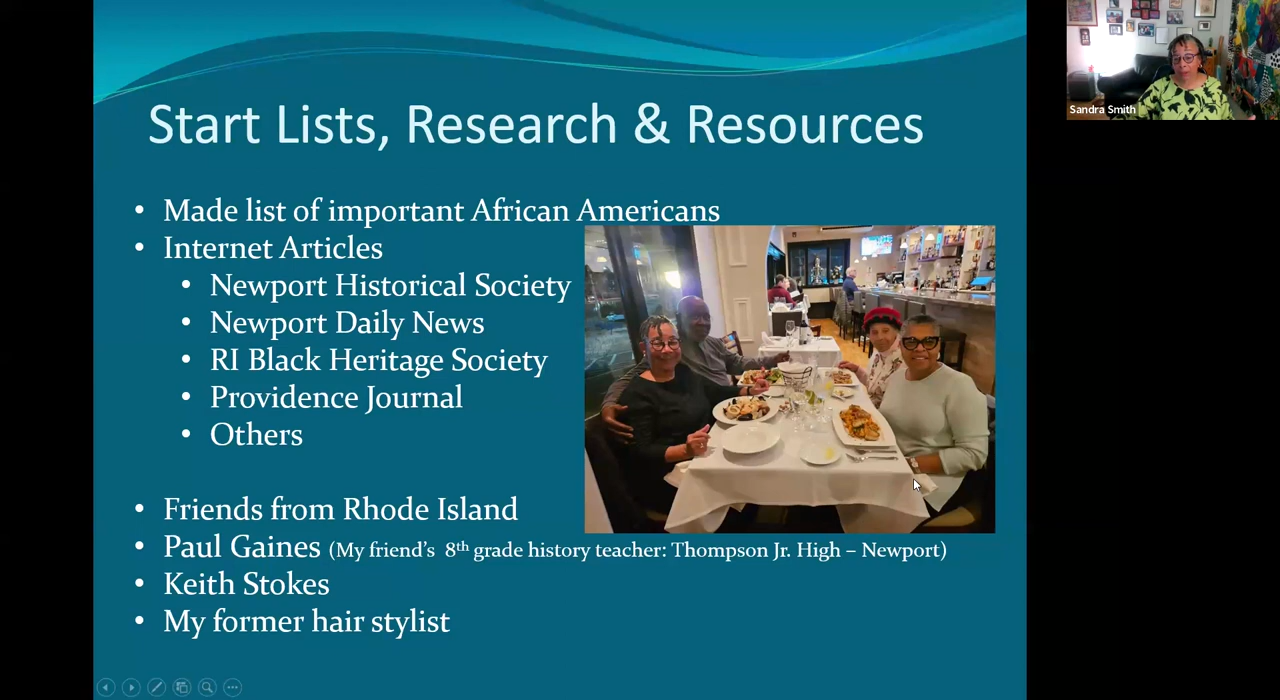 Start Lists, Research & Resources
• Made list of important African Americans
• Internet Articles
• Newport Historical Society
• Newport Daily News
• RI Black Heritage Society
• Providence Journal
• Others
• Friends from Rhode Island
• Paul Gaines (My friend's 8th grade history teacher: Thompson Jr. High – Newport)
• Keith Stokes
• My former hair stylist
Sandra Smith